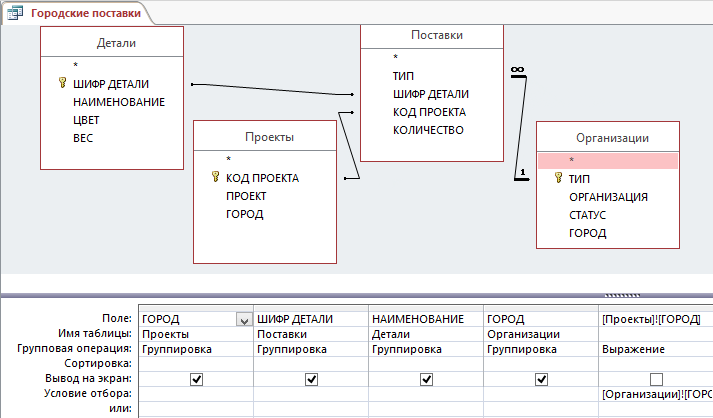 Городские поставки
Детали
*
ШИФР ДЕТАЛИ
НАИМЕНОВАНИЕ
ЦВЕТ
ВЕС
Проекты
*
КОД ПРОЕКТА
ПРОЕКТ
ГОРОД
Поставки
*
ТИП
ШИФР ДЕТАЛИ
КОД ПРОЕКТА
КОЛИЧЕСТВО
∞
1
Организации
*
ТИП
ОРГАНИЗАЦИЯ
СТАТУС
ГОРОД
Поле: ГОРОД ШИФР ДЕТАЛИ НАИМЕНОВАНИЕ ГОРОД [Проекты]![ГОРОД]
Имя таблицы: Проекты Поставки Детали Организации
Групповая операция: Группировка Группировка Группировка Группировка Выражение
Сортировка:
Вывод на экран:
Условие отбора: [Организации]![ГОРО
или: